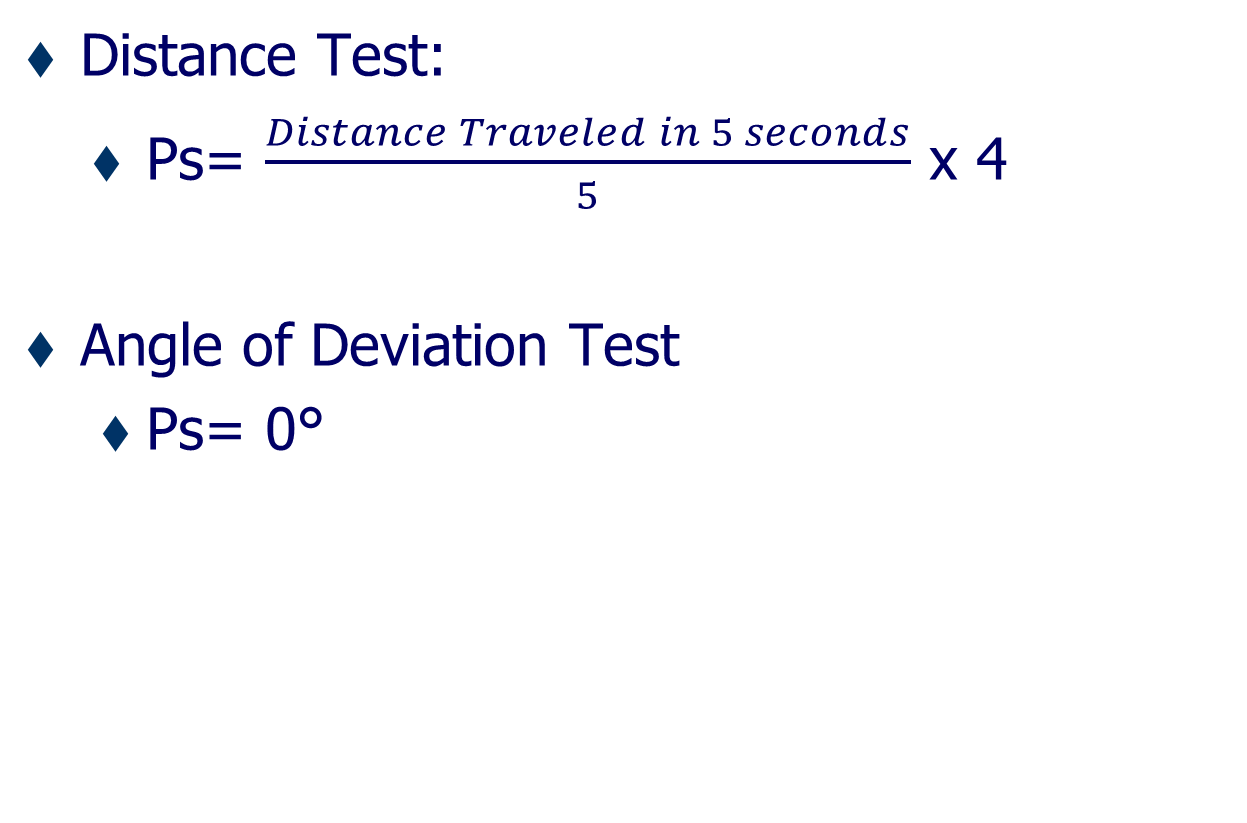 ♦ Distance Test:
♦ Ps= Distance Traveled in 5 seconds / 5 x 4
♦ Angle of Deviation Test
♦ Ps= 0°